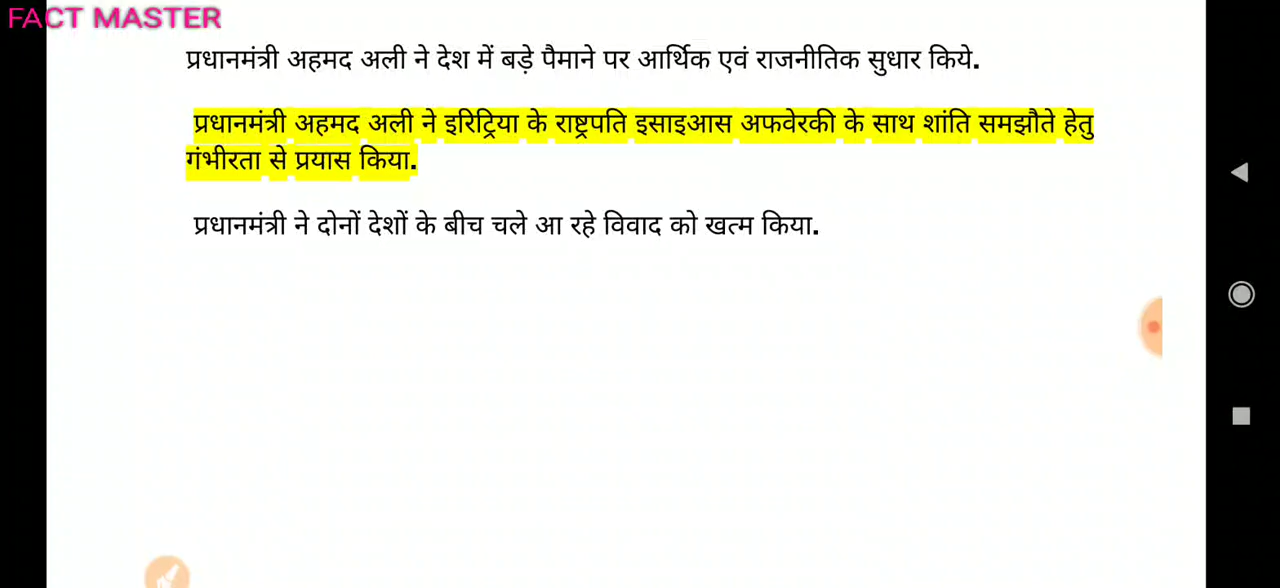 FACT MASTER
प्रधानमंत्री अहमद अली ने देश में बड़े पैमाने पर आर्थिक एवं राजनीतिक सुधार किये.
प्रधानमंत्री अहमद अली ने इरिट्रिया के राष्ट्रपति इसाइआस अफवेरकी के साथ शांति समझौते हेतु
गंभीरता से प्रयास किया.
प्रधानमंत्री ने दोनों देशों के बीच चले आ रहे विवाद को खत्म किया.